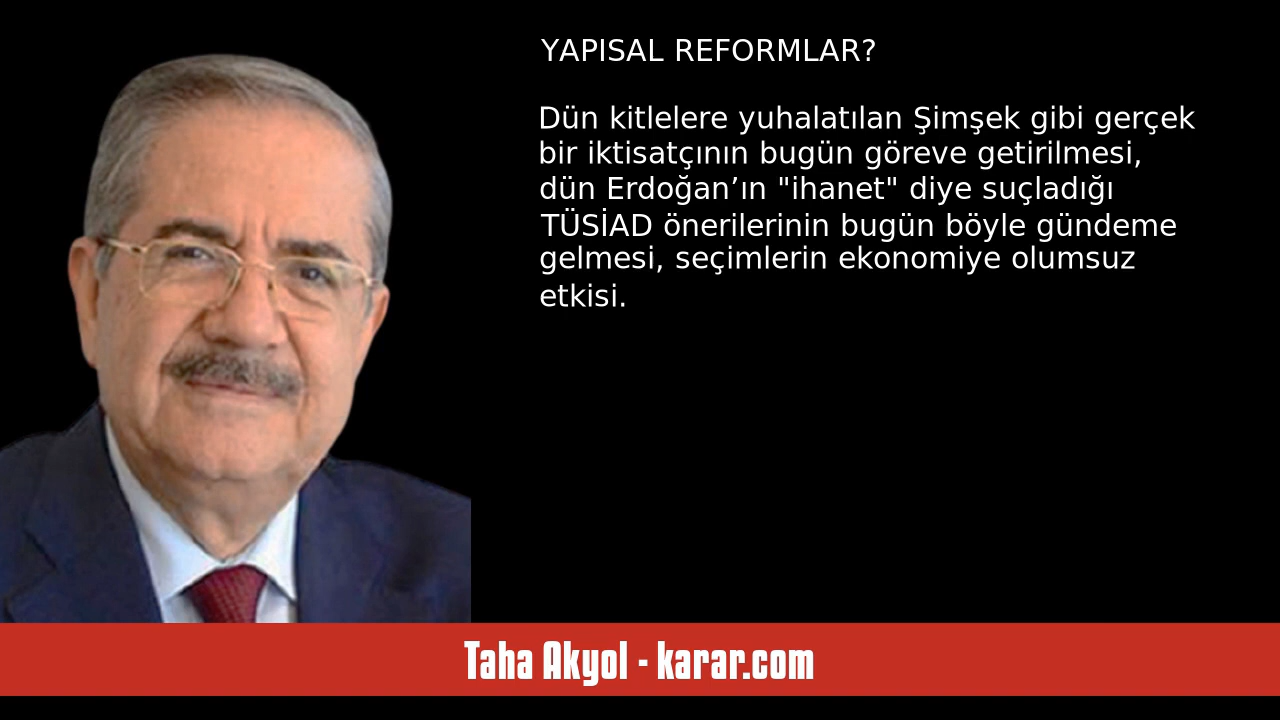 YAPISAL REFORMLAR?
Dün kitlelere yuhalatılan Şimşek gibi gerçek
bir iktisatçının bugün göreve getirilmesi,
dün Erdoğan’ın "ihanet" diye suçladığı
TÜSİAD önerilerinin bugün böyle gündeme
gelmesi, seçimlerin ekonomiye olumsuz
etkisi.
Taha Akyol - karar.com